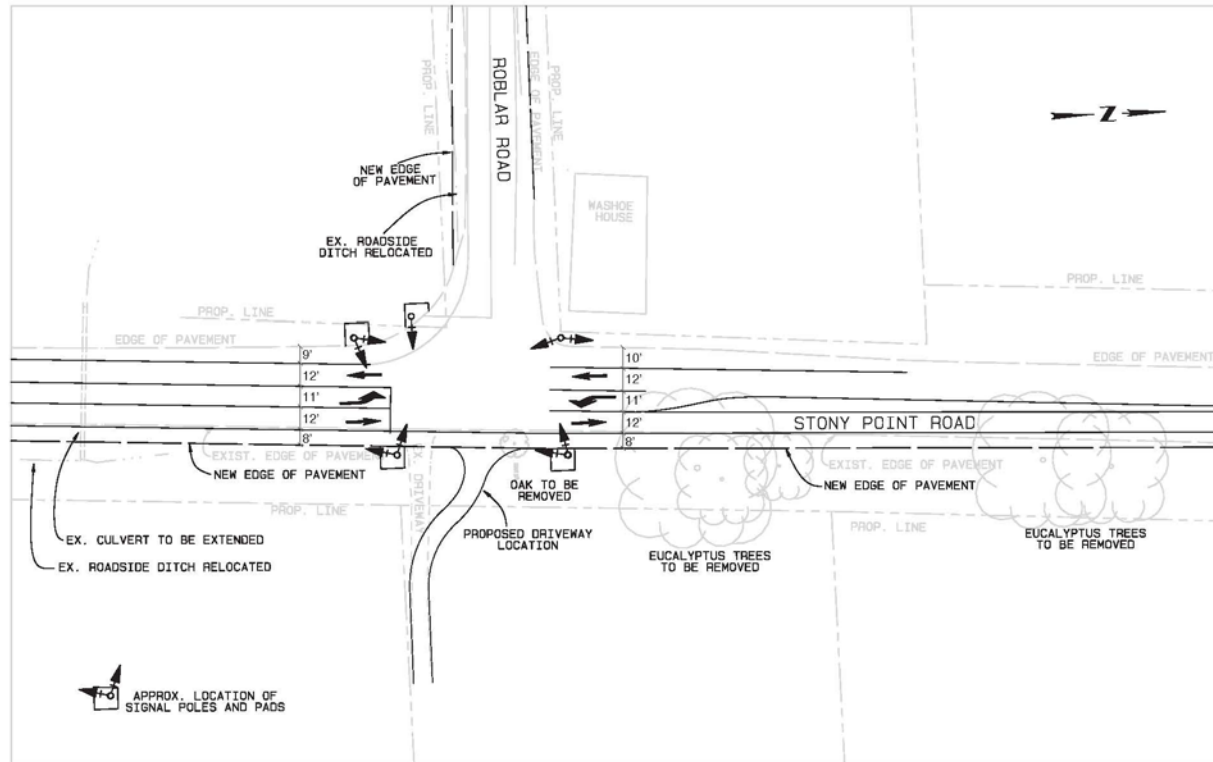 ROBLAR ROAD
PROP. LINE
EDGE OF PAVEMENT
PROP. LINE
Z
NEW EDGE
OF PAVEMENT
WASHOE
HOUSE
EX. ROADSIDE
DITCH RELOCATED
PROP. LINE
PROP. LINE
EDGE OF PAVEMENT
EDGE OF PAVEMENT
9'
12'
11'
12'
8'
10'
12'
11'
12'
8'
STONY POINT ROAD
EXIST. EDGE OF PAVEMENT
EXIST. EDGE OF PAVEMENT
NEW EDGE OF PAVEMENT
EX. DRIVEWAY
OAK TO BE
REMOVED
NEW EDGE OF PAVEMENT
PROP. LINE
PROP. LINE
EX. CULVERT TO BE EXTENDED
PROPOSED DRIVEWAY
LOCATION
EUCALYPTUS TREES
TO BE REMOVED
EUCALYPTUS TREES
TO BE REMOVED
EX. ROADSIDE DITCH RELOCATED
APPROX. LOCATION OF
SIGNAL POLES AND PADS